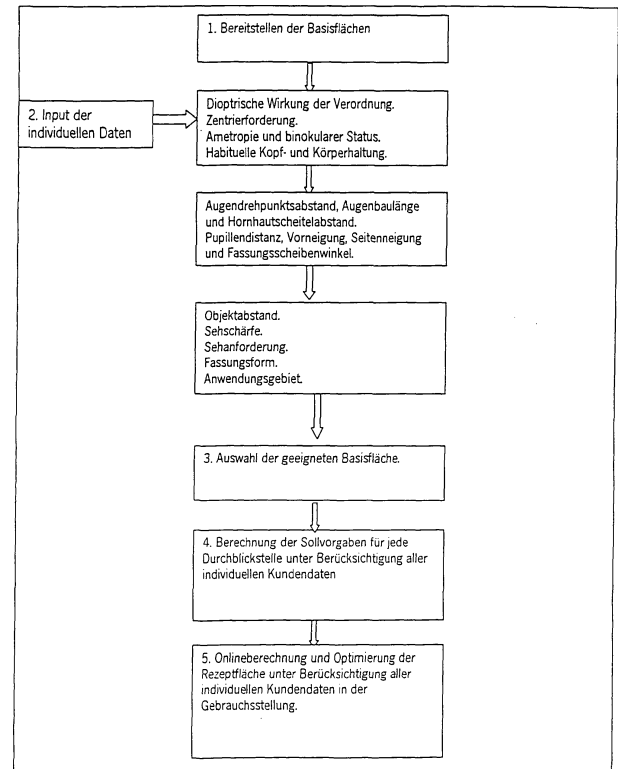 1. Bereitstellen der Basisflächen
2. Input der
individuellen Daten
Dioptrische Wirkung der Verordnung.
Zentrierforderung.
Ametropie und binokularer Status.
Habituelle Kopf- und Körperhaltung.
Augendrehpunktsabstand, Augenbaulänge
und Hornhautscheitelabstand.
Pupillendistanz, Vorneigung, Seitenneigung
und Fassungsscheibenwinkel.
Objektabstand.
Sehschärfe.
Sehanforderung.
Fassungsform.
Anwendungsgebiet.
3. Auswahl der geeigneten Basisfläche.
4. Berechnung der Sollvorgaben für jede
Durchblickstelle unter Berücksichtigung aller
individuellen Kundendaten
5. Onlineberechnung und Optimierung der
Rezeptfläche unter Berücksichtigung aller
individuellen Kundendaten in der
Gebrauchsstellung.